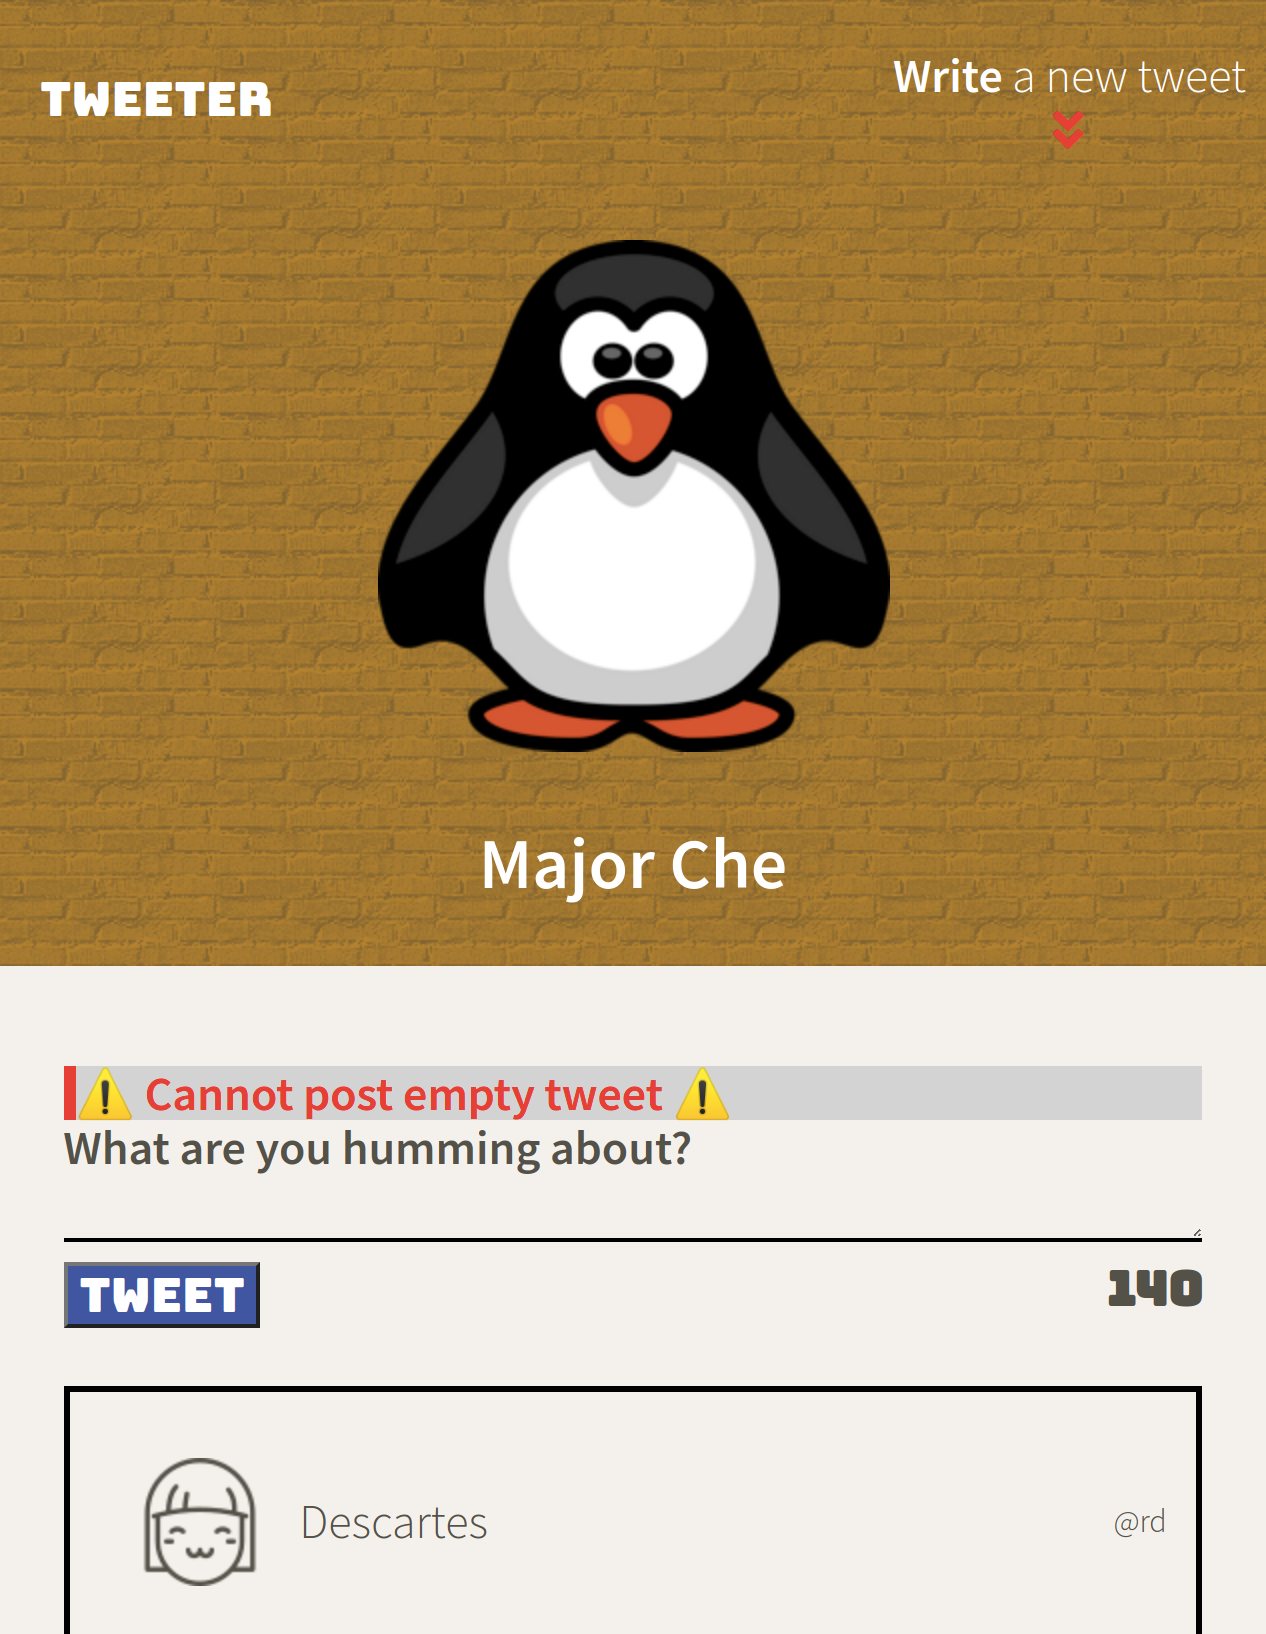 TWEETER
Write a new tweet
Major Che
⚠️ Cannot post empty tweet ⚠️
What are you humming about?
TWEET
140
Descartes
@rd